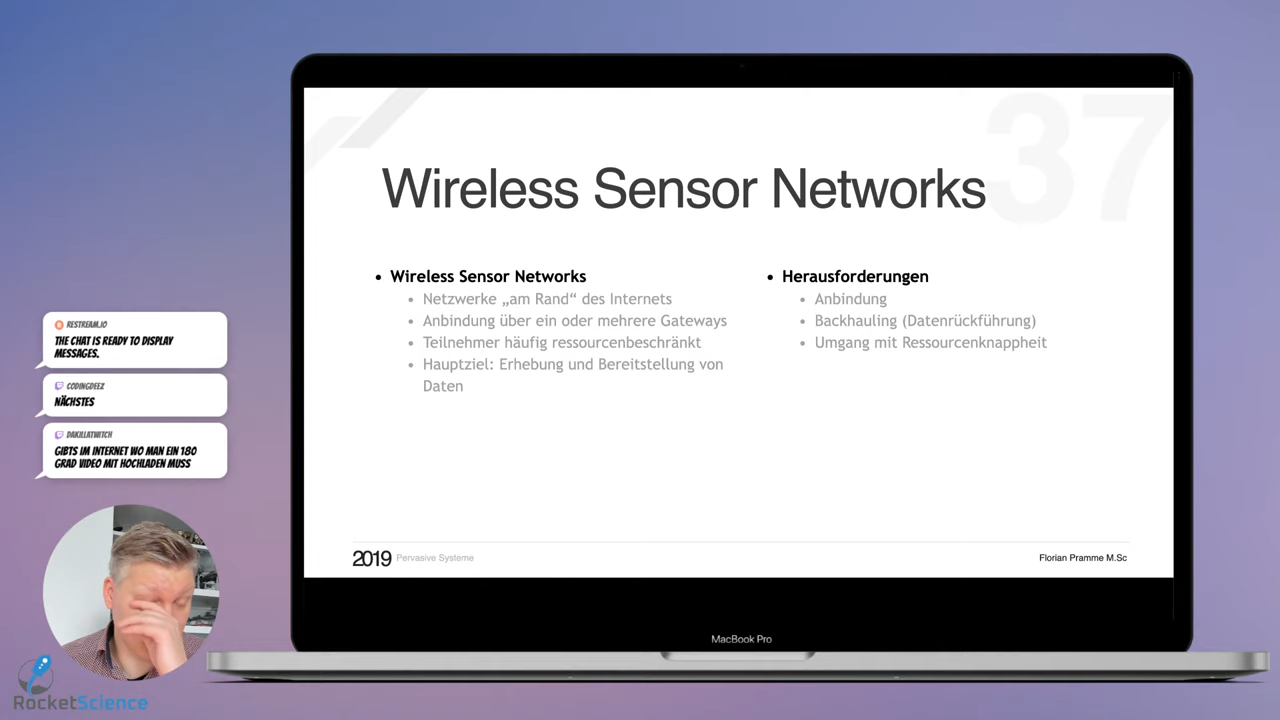 37
Wireless Sensor Networks
• Wireless Sensor Networks
• Netzwerke „am Rand“ des Internets
• Anbindung über ein oder mehrere Gateways
• Teilnehmer häufig ressourcenbeschränkt
• Hauptziel: Erhebung und Bereitstellung von
Daten
• Herausforderungen
• Anbindung
• Backhauling (Datenrückführung)
• Umgang mit Ressourcenknappheit
2019 Pervasive Systeme
Florian Pramme M.Sc
MacBook Pro
RESTREAM.IO
THE CHAT IS READY TO DISPLAY
MESSAGES.
CODINGDEEZ
NÄCHSTES
DAKILLATWITCH
GIBTS IM INTERNET WO MAN EIN 180
GRAD VIDEO MIT HOCHLADEN MUSS
RocketScience